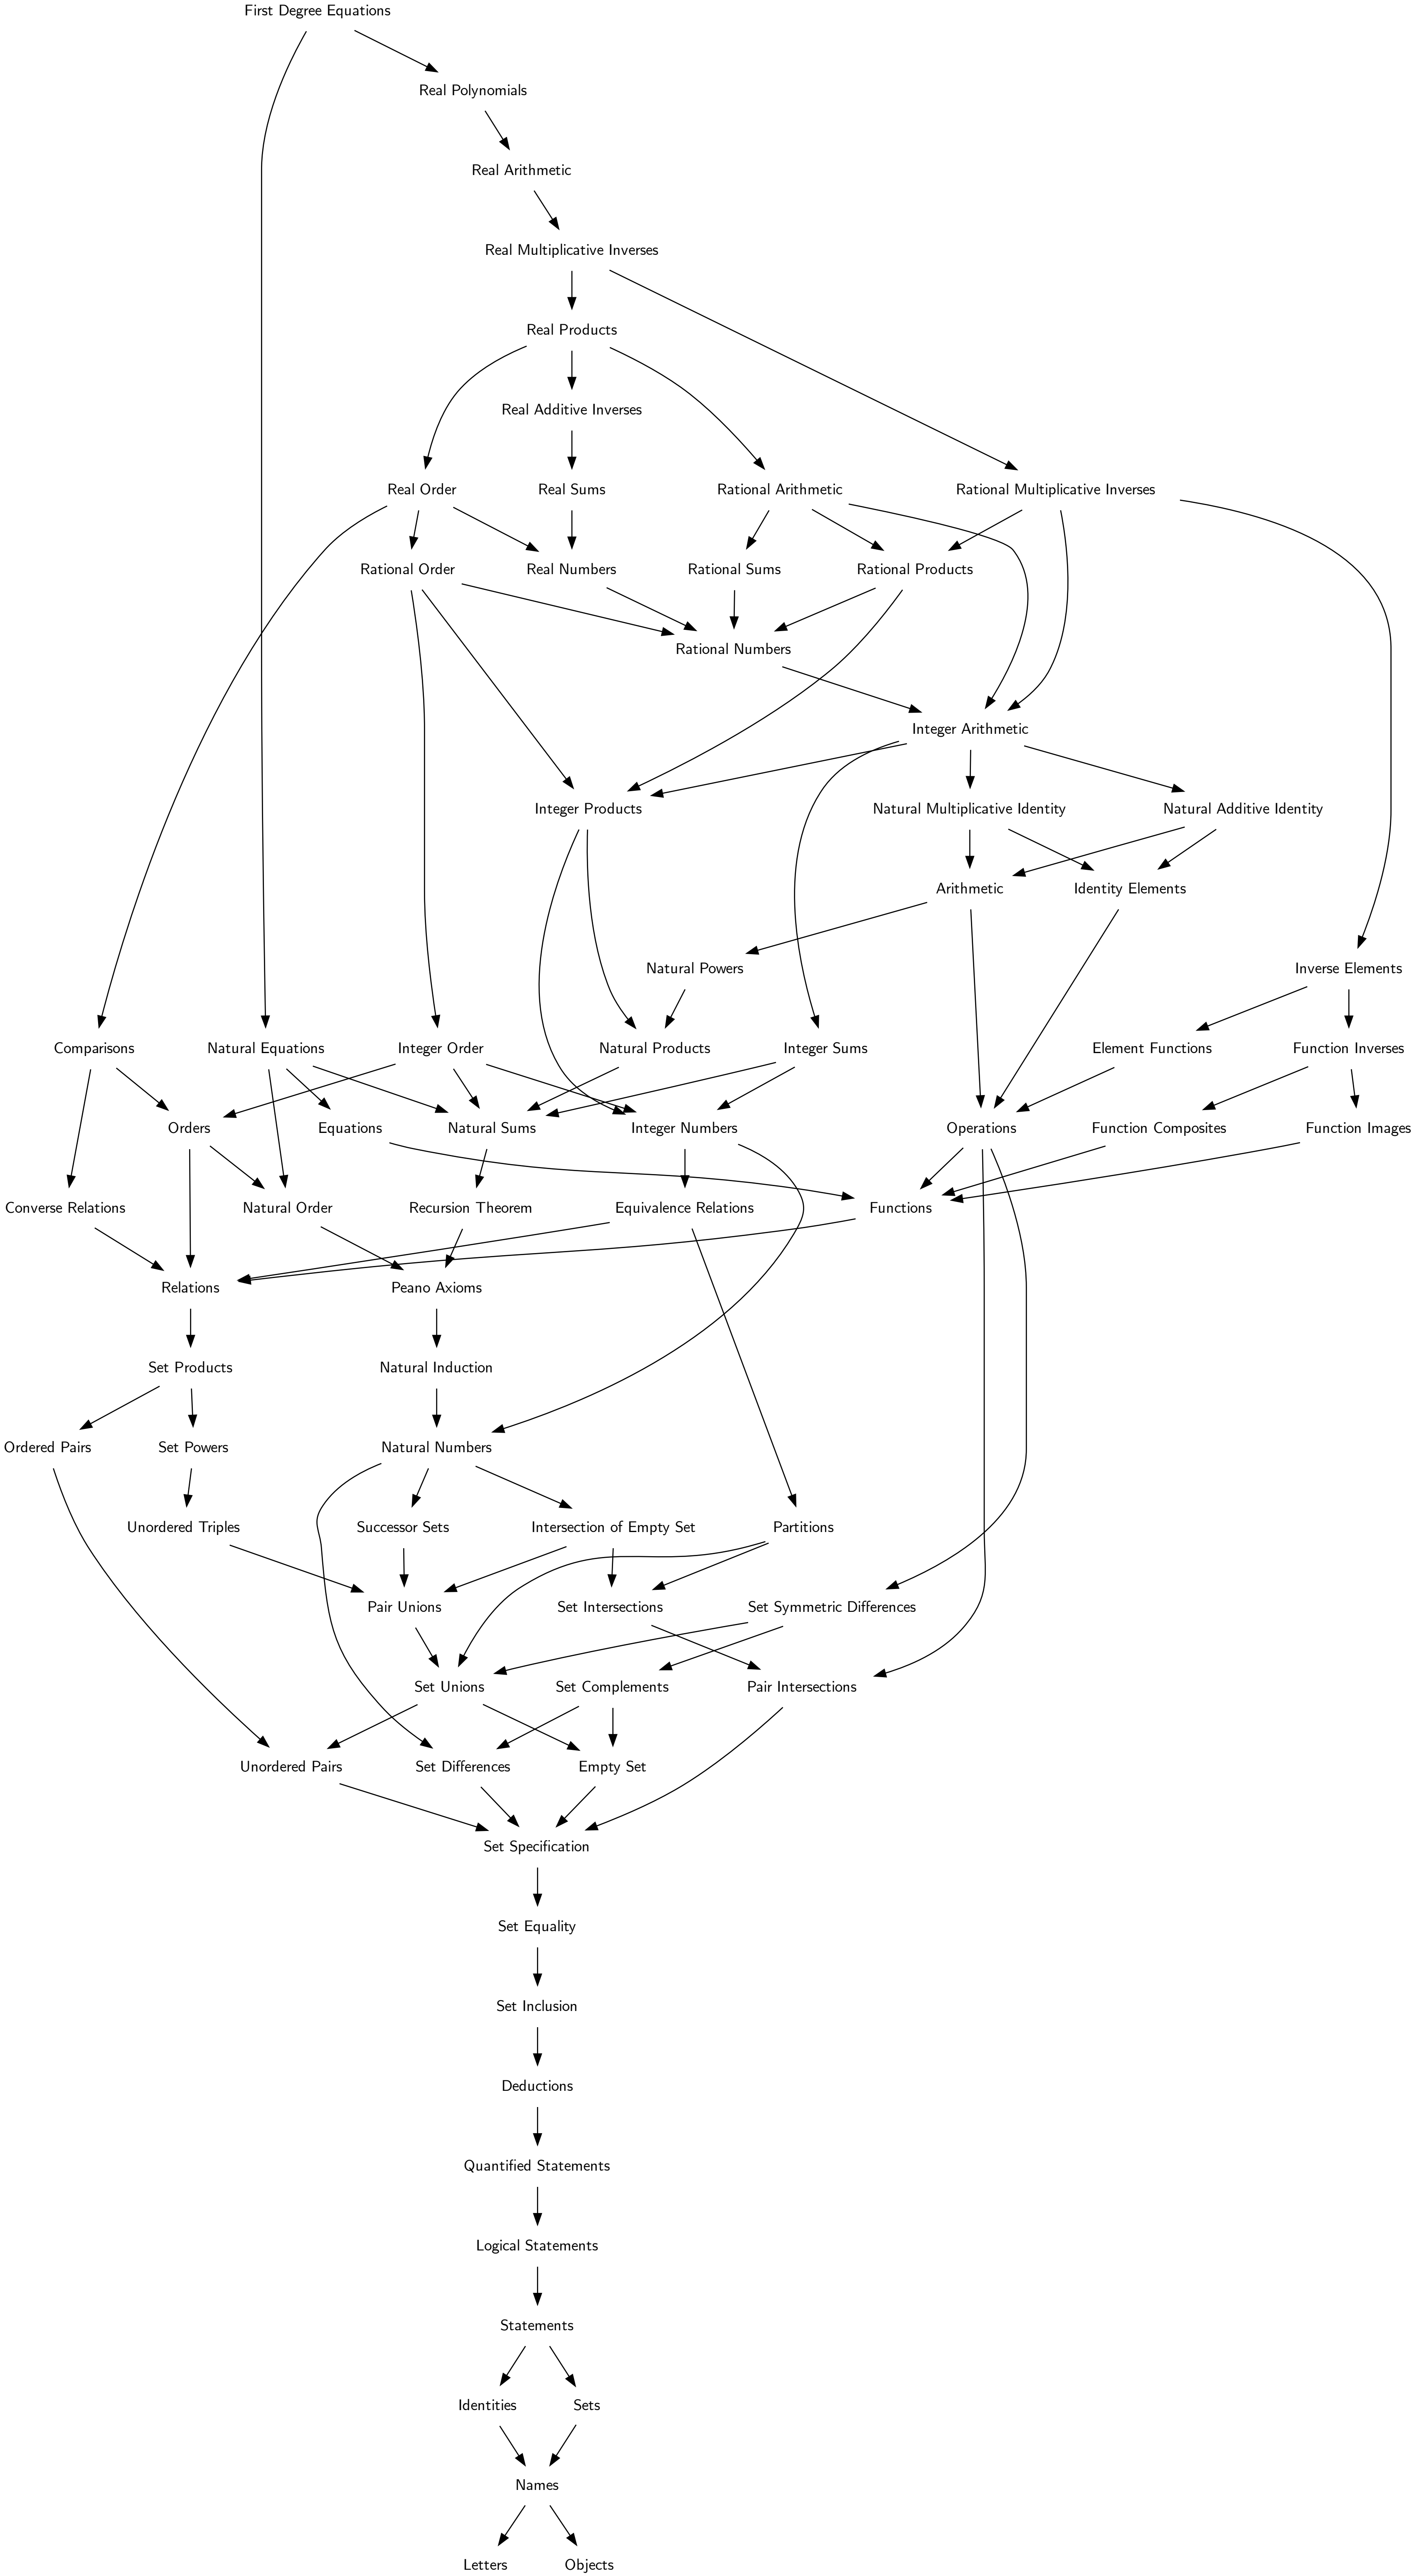 First Degree Equations
Real Polynomials
Real Arithmetic
Real Multiplicative Inverses
Real Products
Real Additive Inverses
Real Order
Real Sums
Rational Arithmetic
Rational Multiplicative Inverses
Rational Order
Real Numbers
Rational Sums
Rational Products
Rational Numbers
Integer Arithmetic
Integer Products
Natural Multiplicative Identity
Natural Additive Identity
Arithmetic
Identity Elements
Natural Powers
Inverse Elements
Comparisons
Natural Equations
Integer Order
Natural Products
Integer Sums
Element Functions
Function Inverses
Orders
Equations
Natural Sums
Integer Numbers
Operations
Function Composites
Function Images
Converse Relations
Natural Order
Recursion Theorem
Equivalence Relations
Functions
Relations
Peano Axioms
Set Products
Natural Induction
Ordered Pairs
Set Powers
Natural Numbers
Unordered Triples
Successor Sets
Intersection of Empty Set
Partitions
Pair Unions
Set Intersections
Set Symmetric Differences
Set Unions
Set Complements
Pair Intersections
Unordered Pairs
Set Differences
Empty Set
Set Specification
Set Equality
Set Inclusion
Deductions
Quantified Statements
Logical Statements
Statements
Identities
Sets
Names
Letters
Objects